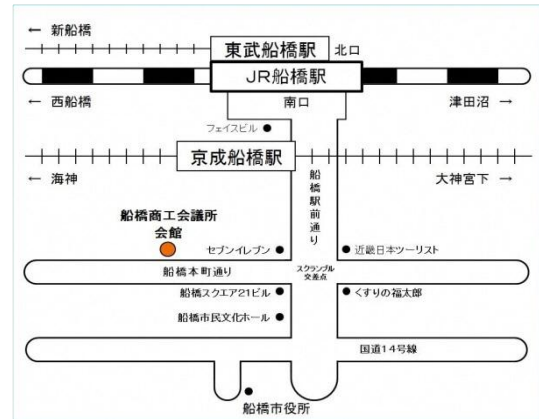 ← 新船橋
東武船橋駅 北口
JR船橋駅
← 西船橋
南口
津田沼 →
フェイスビル
京成船橋駅
← 海神
船橋駅前通り
大神宮下 →
船橋商工会議所
会館
セブンイレブン
近畿日本ツーリスト
船橋本町通り
スクランブル
交差点
船橋スクエア21ビル
くすりの福太郎
船橋市民文化ホール
国道14号線
船橋市役所